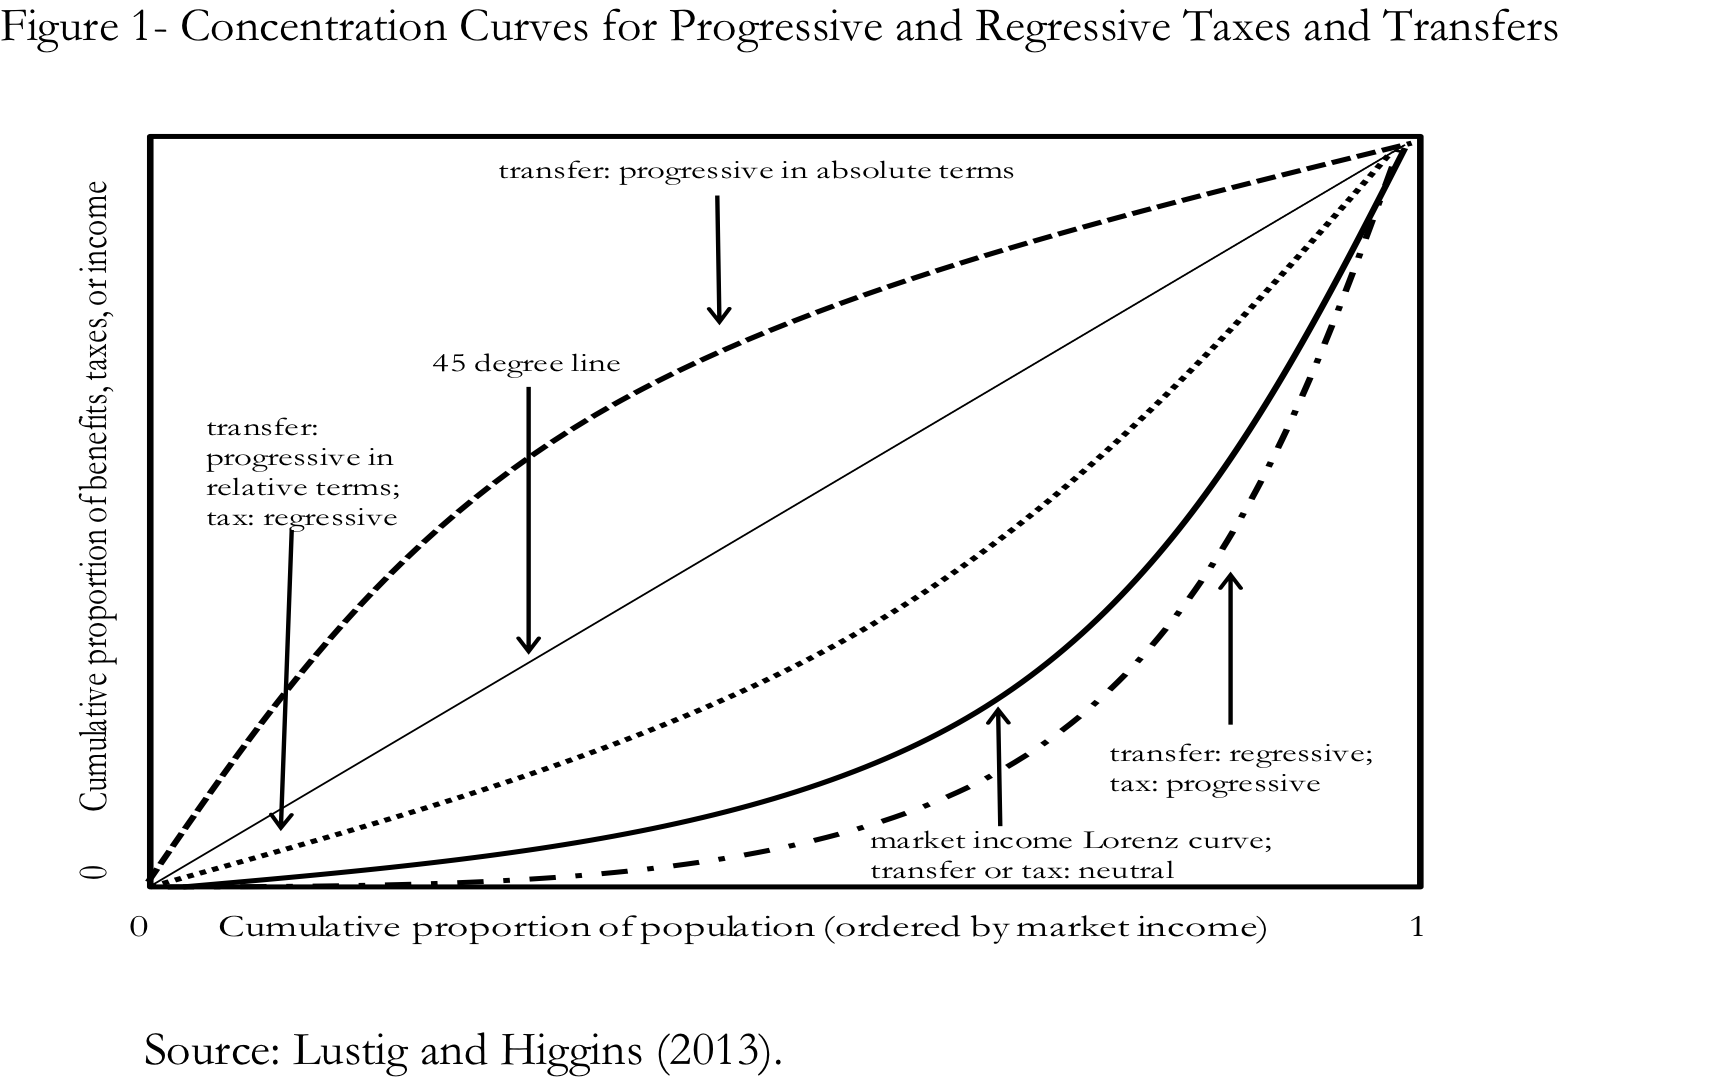 Figure 1- Concentration Curves for Progressive and Regressive Taxes and Transfers
transfer: progressive in absolute terms
45 degree line
transfer:
progressive in
relative terms;
tax: regressive
Cumulative proportion of benefits, taxes, or income
0
transfer: regressive;
tax: progressive
market income Lorenz curve;
transfer or tax: neutral
0
Cumulative proportion of population (ordered by market income)
1
Source: Lustig and Higgins (2013).